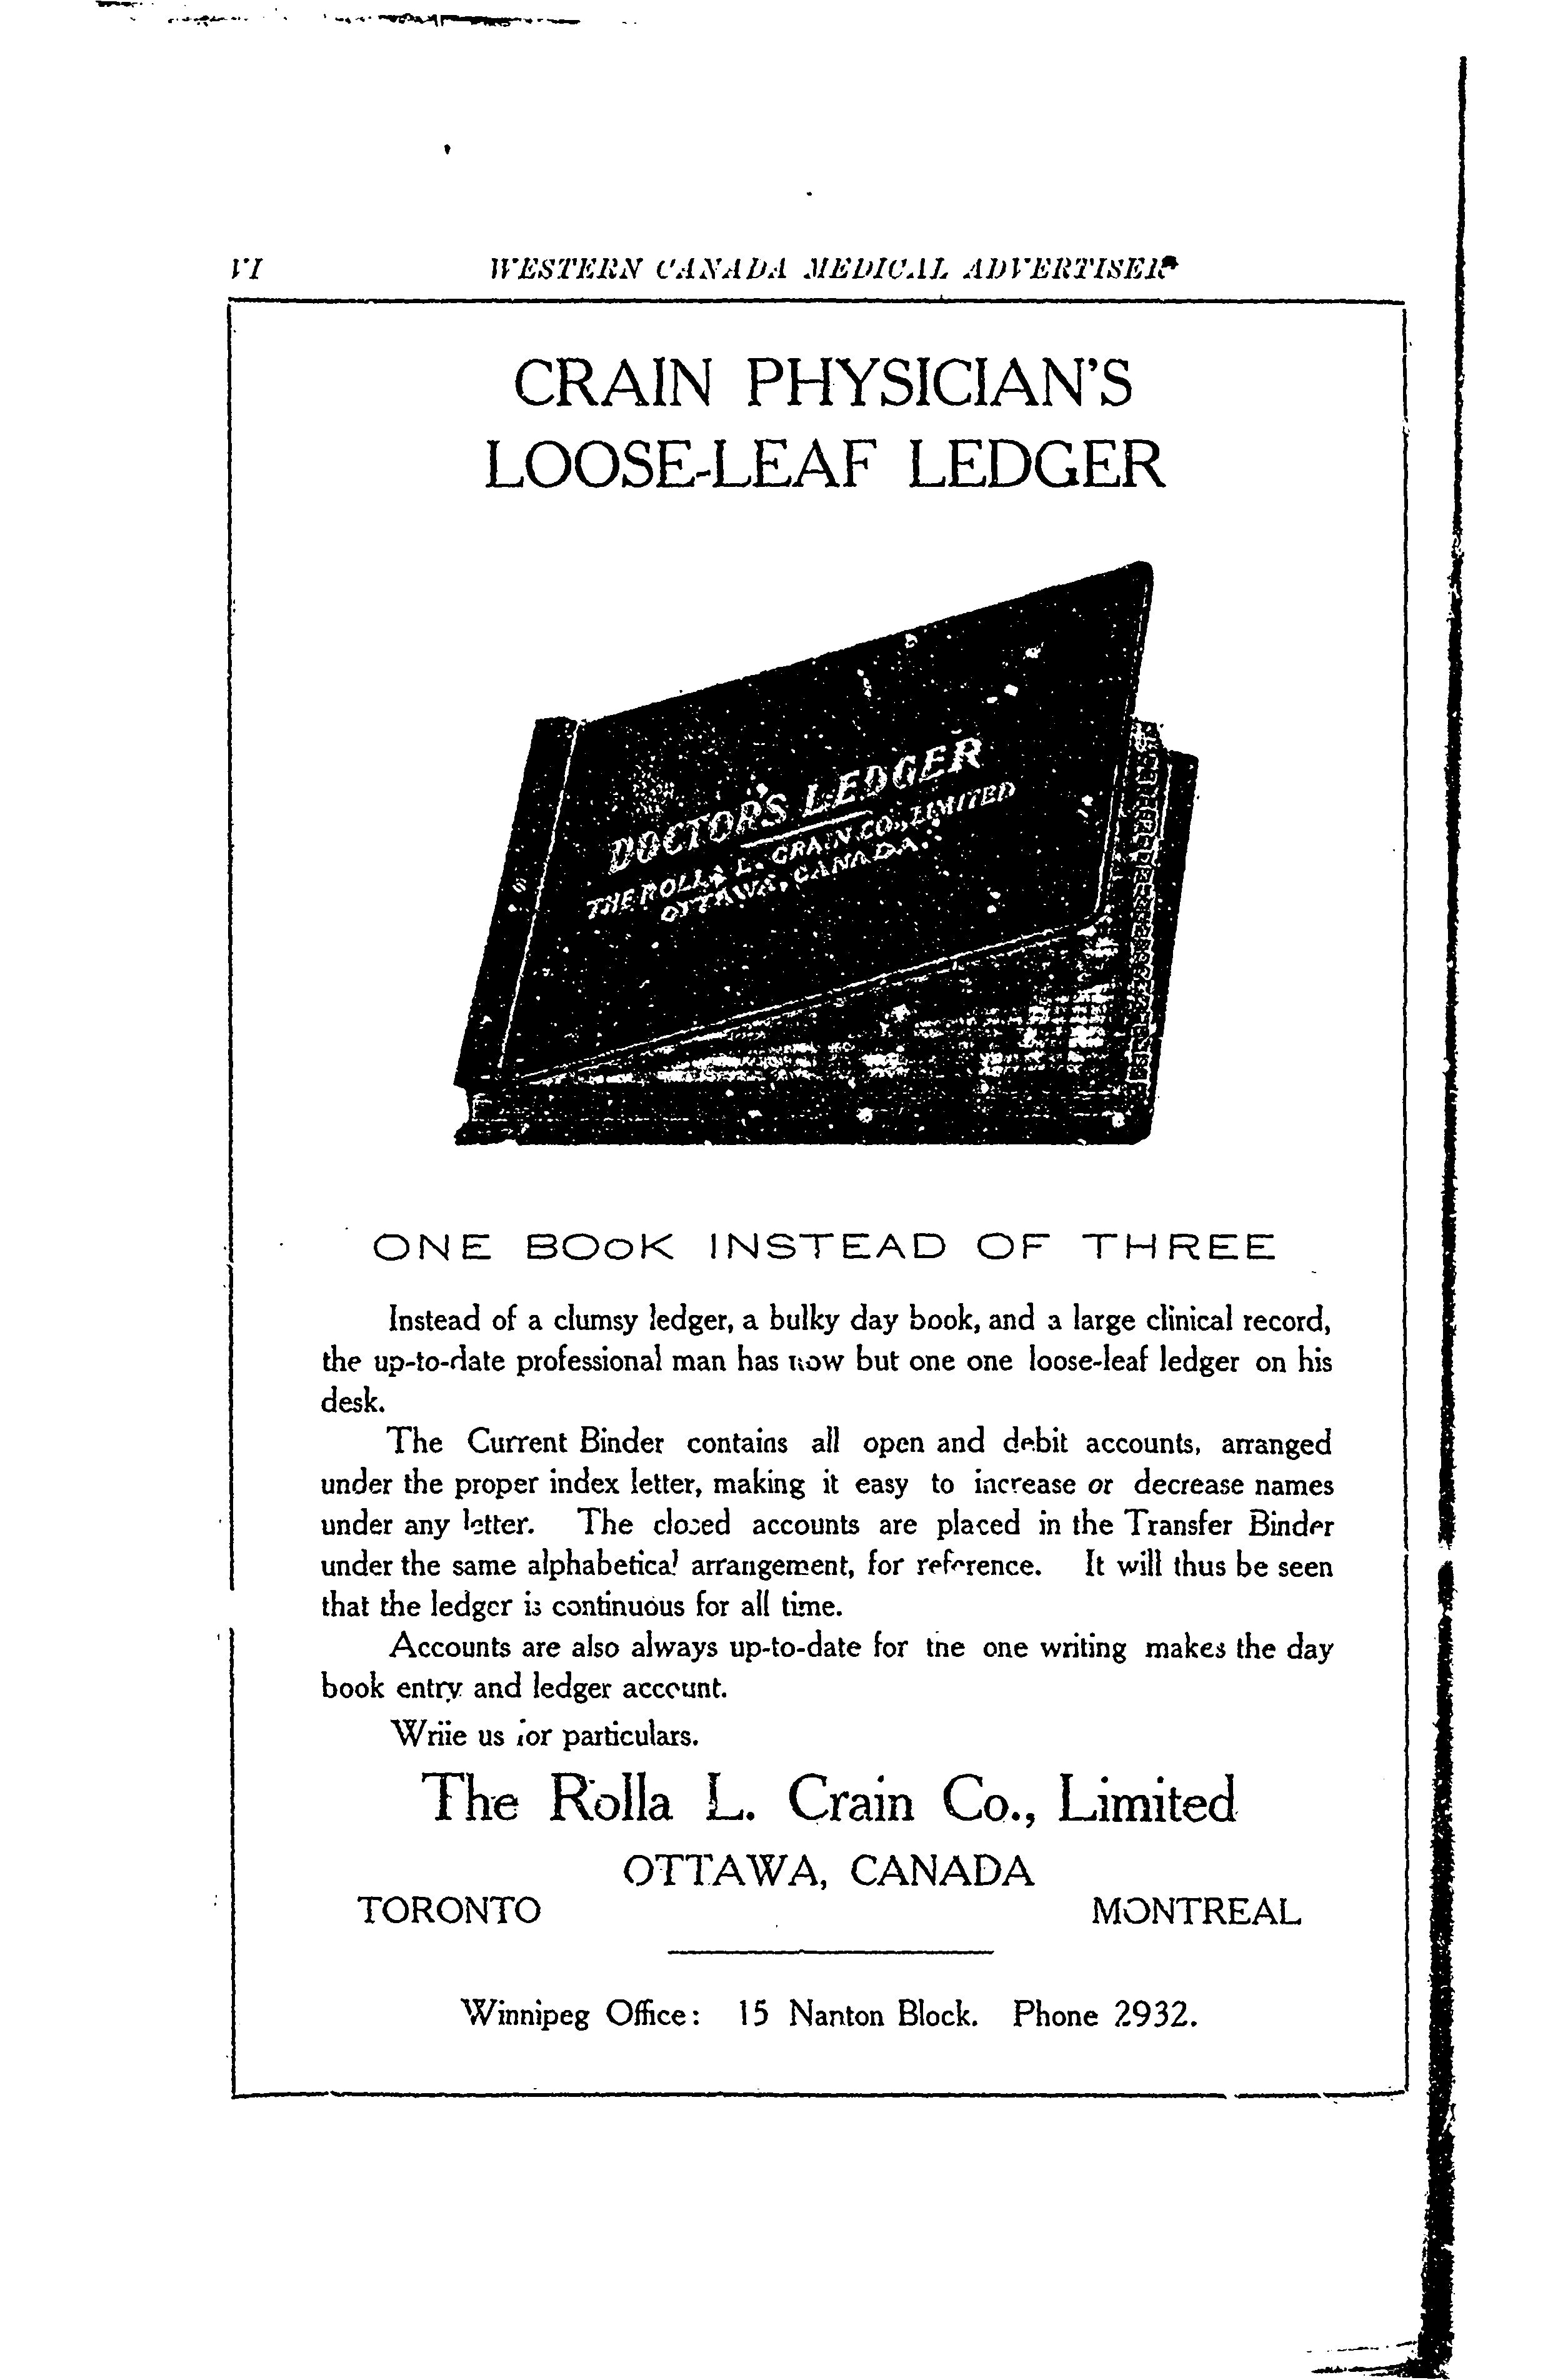 VI WESTERN CANADA MEDICAL ADVERTISER
CRAIN PHYSICIAN'S
LOOSE-LEAF LEDGER
DOCTOR'S LEDGER
THE ROLLA L. CRAIN CO., LIMITED
OTTAWA, CANADA.
ONE BOoK INSTEAD OF THREE
Instead of a clumsy ledger, a bulky day book, and a large clinical record,
the up-to-date professional man has now but one one loose-leaf ledger on his
desk.
The Current Binder contains all open and debit accounts, arranged
under the proper index letter, making it easy to increase or decrease names
under any letter. The closed accounts are placed in the Transfer Binder
under the same alphabetical arrangement, for reference. It will thus be seen
that the ledger is continuous for all time.
Accounts are also always up-to-date for the one writing makes the day
book entry and ledger account.
Write us for particulars.
The Rolla L. Crain Co., Limited
OTTAWA, CANADA
TORONTO MONTREAL
Winnipeg Office: 15 Nanton Block. Phone 2932.